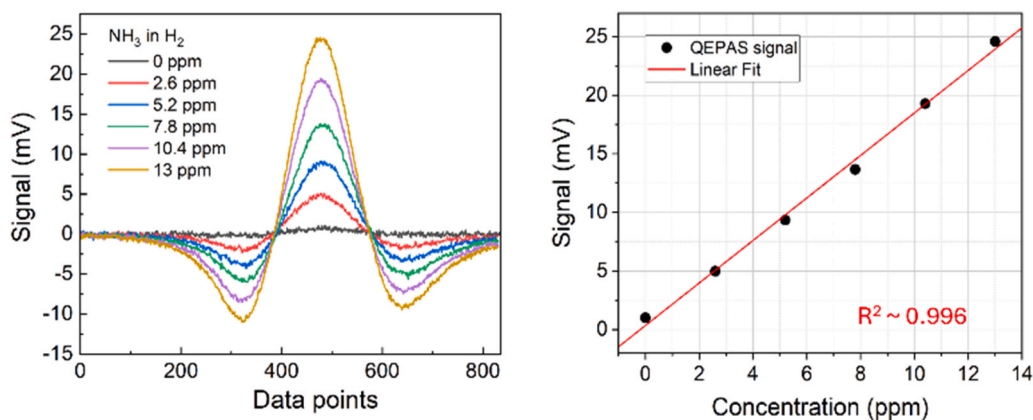 NH₃ in H₂
0 ppm
2.6 ppm
5.2 ppm
7.8 ppm
10.4 ppm
13 ppm
25
20
15
10
5
0
-5
-10
-15
Signal (mV)
0 200 400 600 800
Data points
QEPAS signal
Linear Fit
25
20
15
10
5
0
Signal (mV)
R² ~ 0.996
0 2 4 6 8 10 12 14
Concentration (ppm)